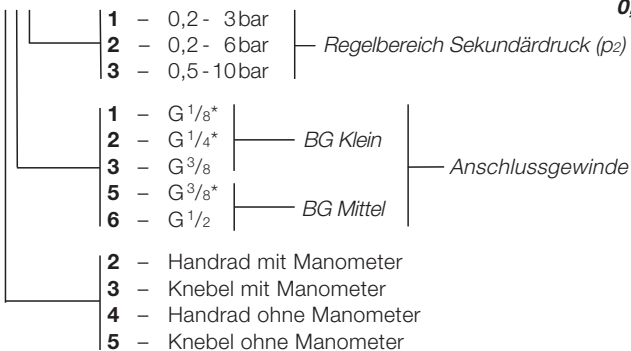 0,
1 – 0,2 - 3 bar
2 – 0,2 - 6 bar
3 – 0,5 - 10 bar
Regelbereich Sekundärdruck (p2)
1 – G 1/8*
2 – G 1/4*
3 – G 3/8
5 – G 3/8*
6 – G 1/2
BG Klein
BG Mittel
Anschlussgewinde
2 – Handrad mit Manometer
3 – Knebel mit Manometer
4 – Handrad ohne Manometer
5 – Knebel ohne Manometer